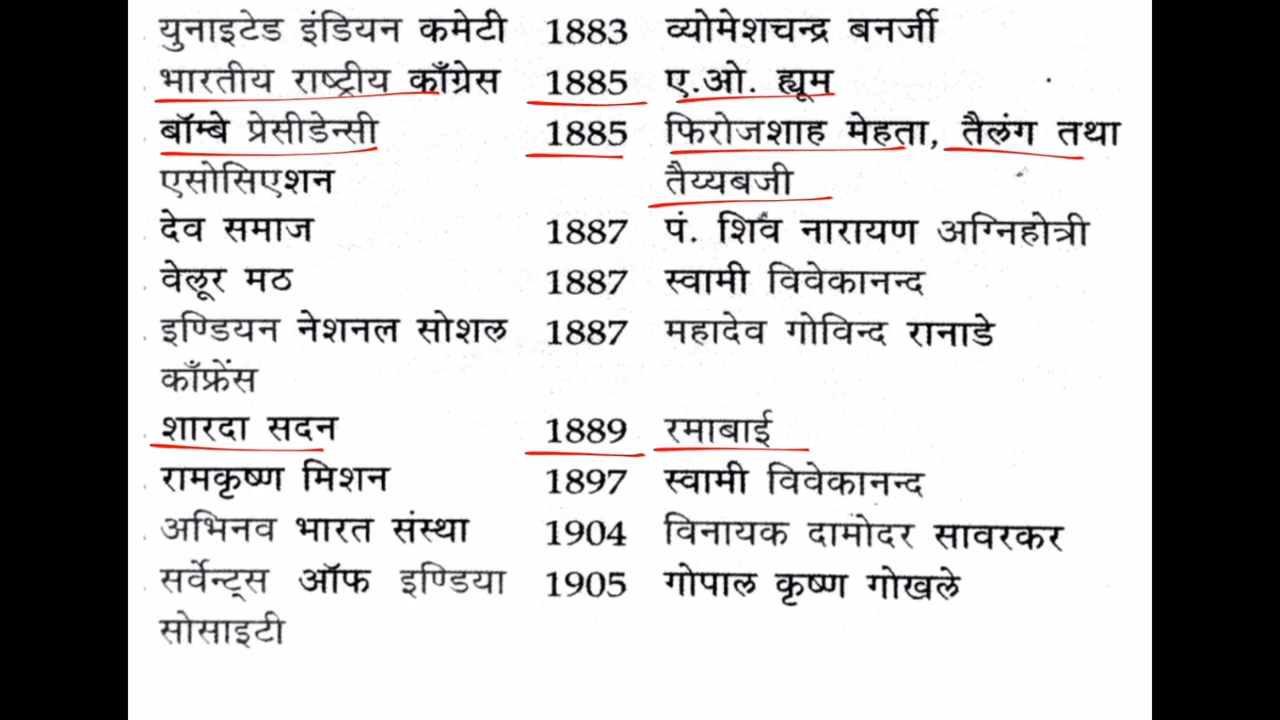 युनाइटेड इंडियन कमेटी 1883 व्योमेशचन्द्र बनर्जी
भारतीय राष्ट्रीय काँग्रेस 1885 ए.ओ. ह्यूम
बॉम्बे प्रेसीडेन्सी 1885 फिरोजशाह मेहता, तैलंग तथा
एसोसिएशन तैय्यबजी
देव समाज 1887 पं. शिव नारायण अग्निहोत्री
वेलूर मठ 1887 स्वामी विवेकानन्द
इण्डियन नेशनल सोशल 1887 महादेव गोविन्द रानाडे
काँफ्रेंस
शारदा सदन 1889 रमाबाई
रामकृष्ण मिशन 1897 स्वामी विवेकानन्द
अभिनव भारत संस्था 1904 विनायक दामोदर सावरकर
सर्वेन्ट्स ऑफ इण्डिया 1905 गोपाल कृष्ण गोखले
सोसाइटी